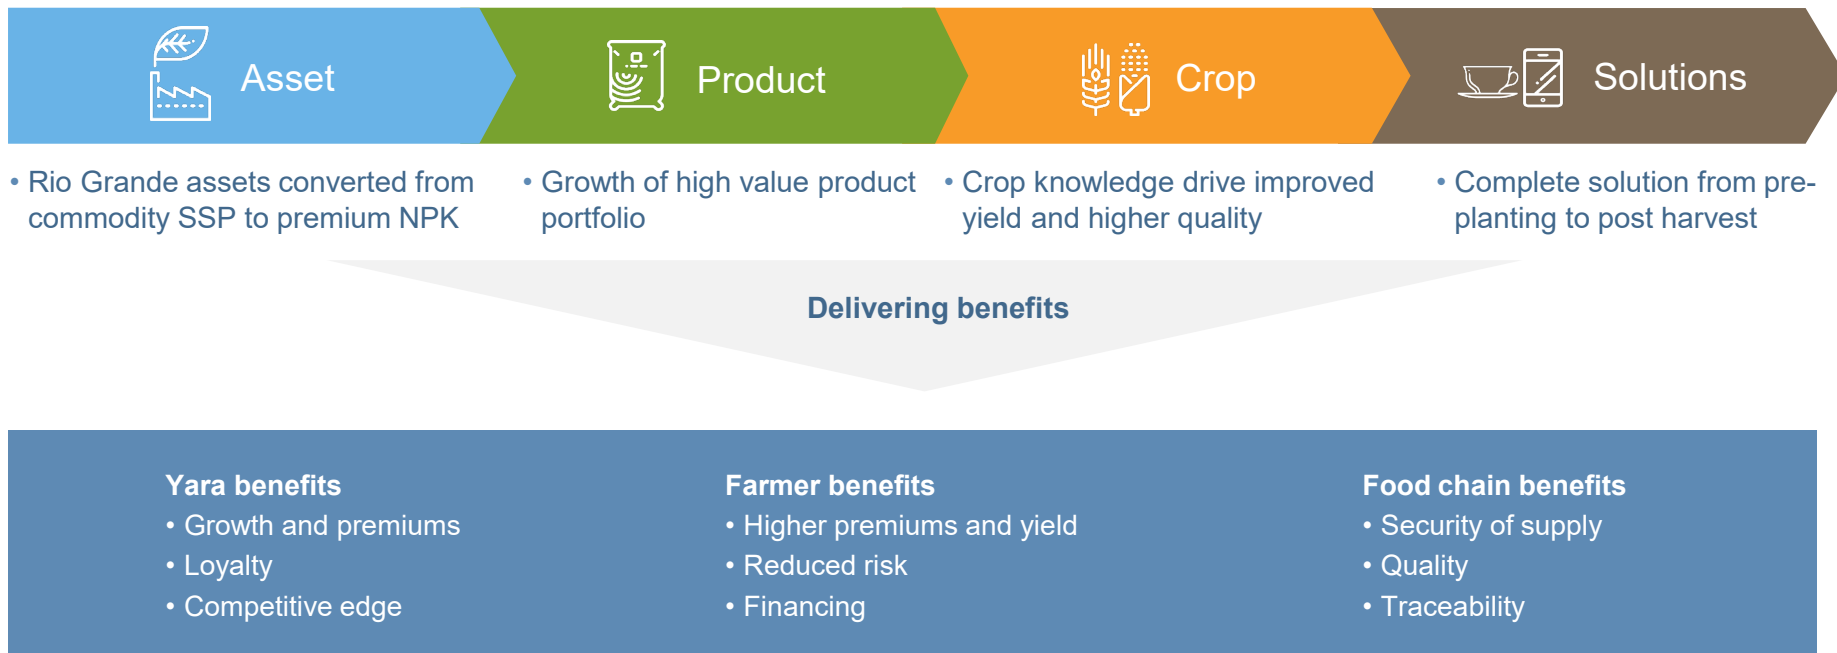 Asset
Product
Crop
Solutions
• Rio Grande assets converted from
commodity SSP to premium NPK
• Growth of high value product
portfolio
• Crop knowledge drive improved
yield and higher quality
• Complete solution from pre-
planting to post harvest
Delivering benefits
Yara benefits
• Growth and premiums
• Loyalty
• Competitive edge
Farmer benefits
• Higher premiums and yield
• Reduced risk
• Financing
Food chain benefits
• Security of supply
• Quality
• Traceability